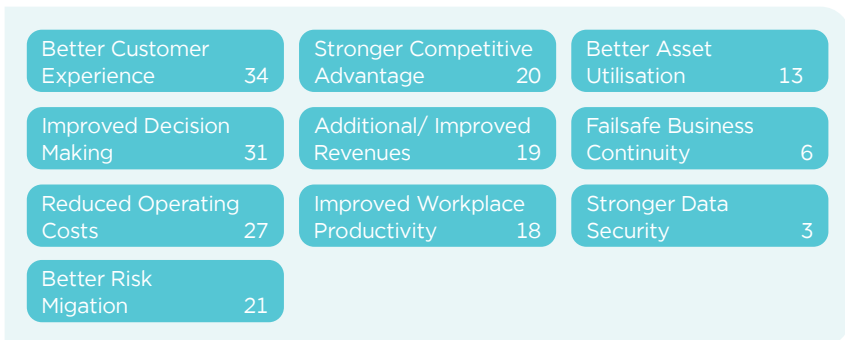 Better Customer
Experience 34
Improved Decision
Making 31
Reduced Operating
Costs 27
Better Risk
Migation 21
Stronger Competitive
Advantage 20
Additional/ Improved
Revenues 19
Improved Workplace
Productivity 18
Better Asset
Utilisation 13
Failsafe Business
Continuity 6
Stronger Data
Security 3